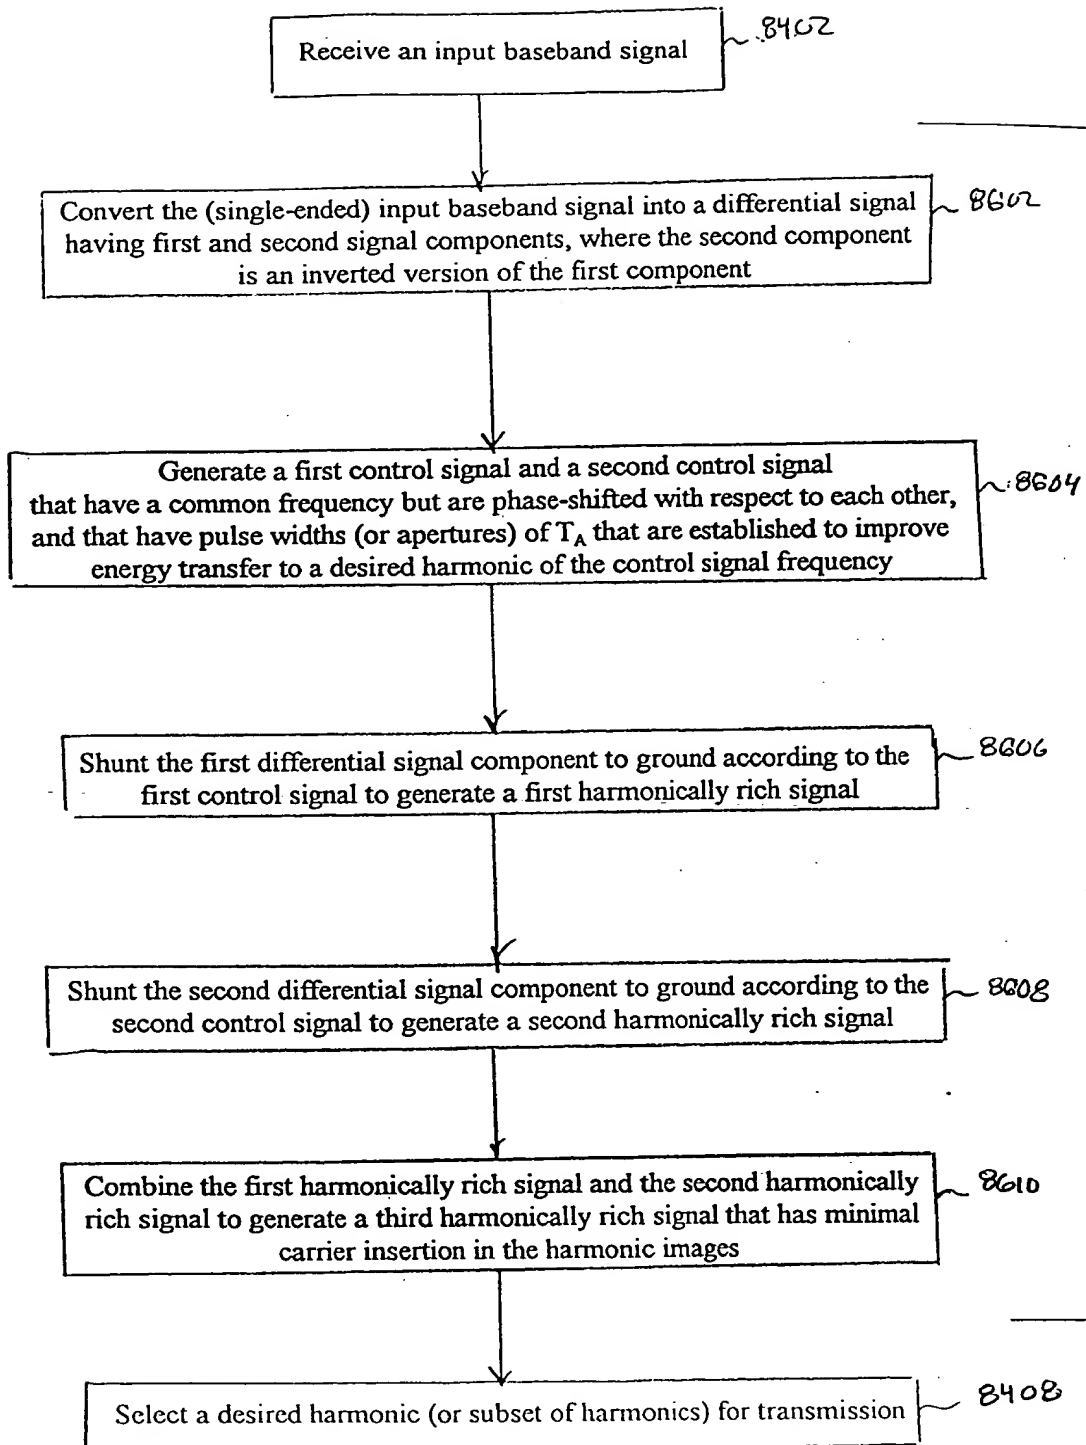 Receive an input baseband signal
8402
Convert the (single-ended) input baseband signal into a differential signal
having first and second signal components, where the second component
is an inverted version of the first component
8602
Generate a first control signal and a second control signal
that have a common frequency but are phase-shifted with respect to each other,
and that have pulse widths (or apertures) of T_A that are established to improve
energy transfer to a desired harmonic of the control signal frequency
8604
Shunt the first differential signal component to ground according to the
first control signal to generate a first harmonically rich signal
8606
Shunt the second differential signal component to ground according to the
second control signal to generate a second harmonically rich signal
8608
Combine the first harmonically rich signal and the second harmonically
rich signal to generate a third harmonically rich signal that has minimal
carrier insertion in the harmonic images
8610
Select a desired harmonic (or subset of harmonics) for transmission
8408